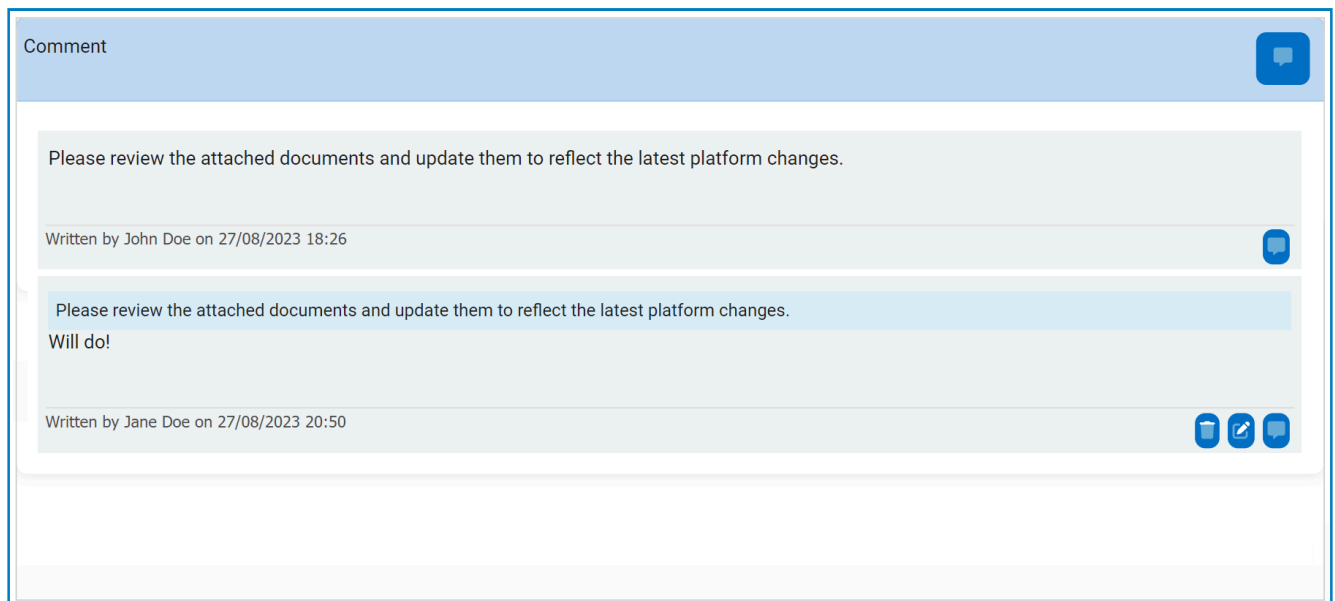 Comment
Please review the attached documents and update them to reflect the latest platform changes.
Written by John Doe on 27/08/2023 18:26
Please review the attached documents and update them to reflect the latest platform changes.
Will do!
Written by Jane Doe on 27/08/2023 20:50